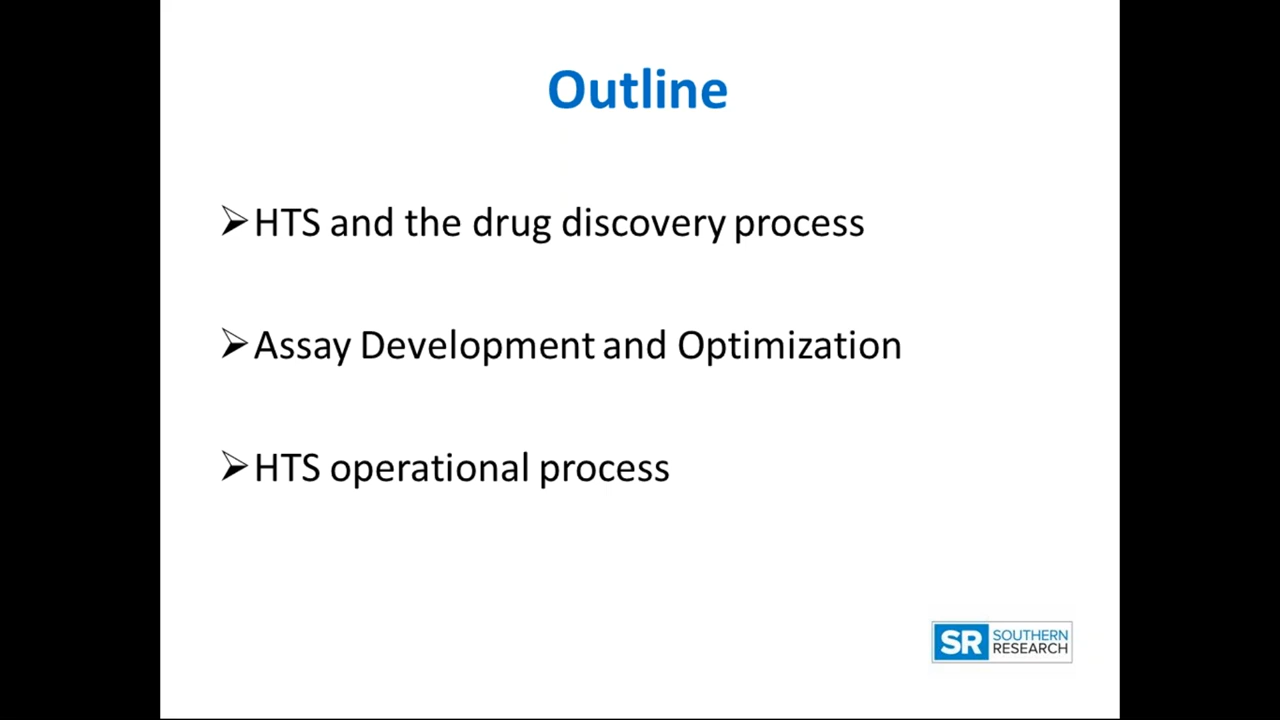 Outline
HTS and the drug discovery process
Assay Development and Optimization
HTS operational process
SR SOUTHERN
RESEARCH